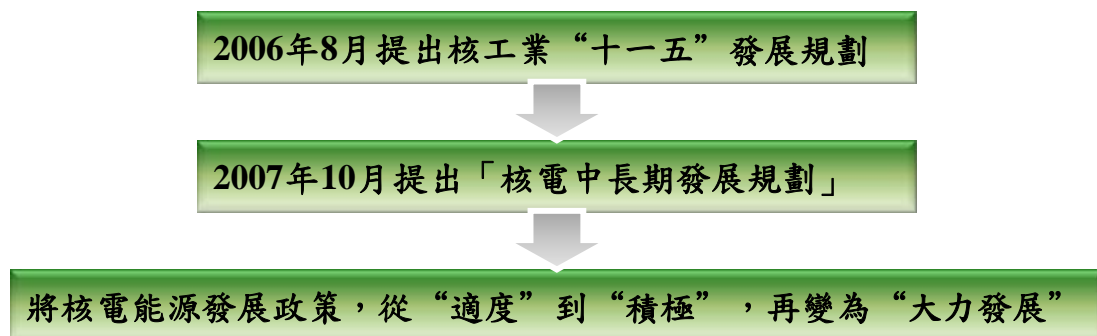 2006年8月提出核工業“十一五”發展規劃
2007年10月提出「核電中長期發展規劃」
將核電能源發展政策，從“適度”到“積極”，再變為“大力發展”